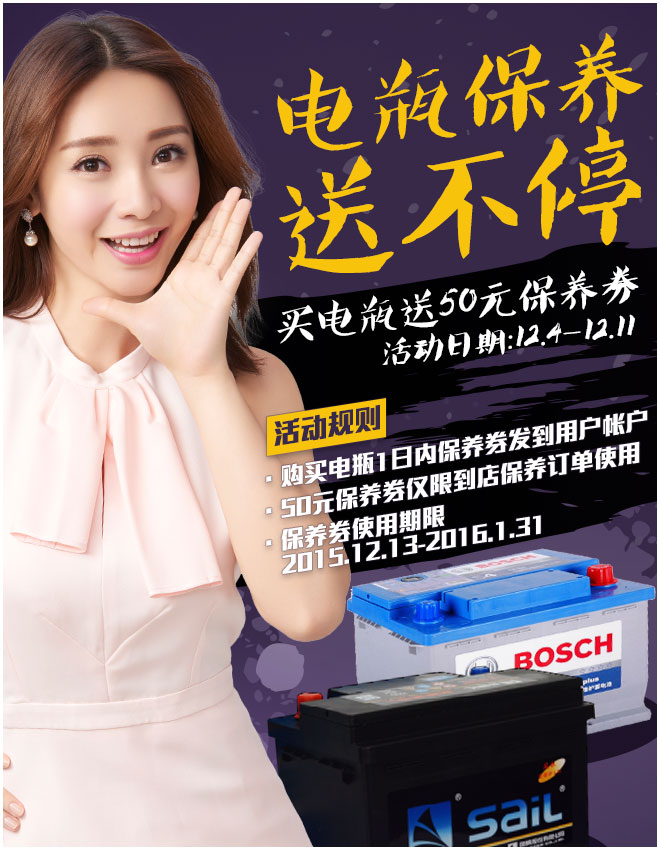 电瓶保养
送不停
买电瓶送50元保养券
活动日期:12.4-12.11
活动规则
· 购买电瓶1日内保养券发到用户帐户
· 50元保养券仅限到店保养订单使用
· 保养券使用期限
2015.12.13-2016.1.31
BOSCH
plus
sail